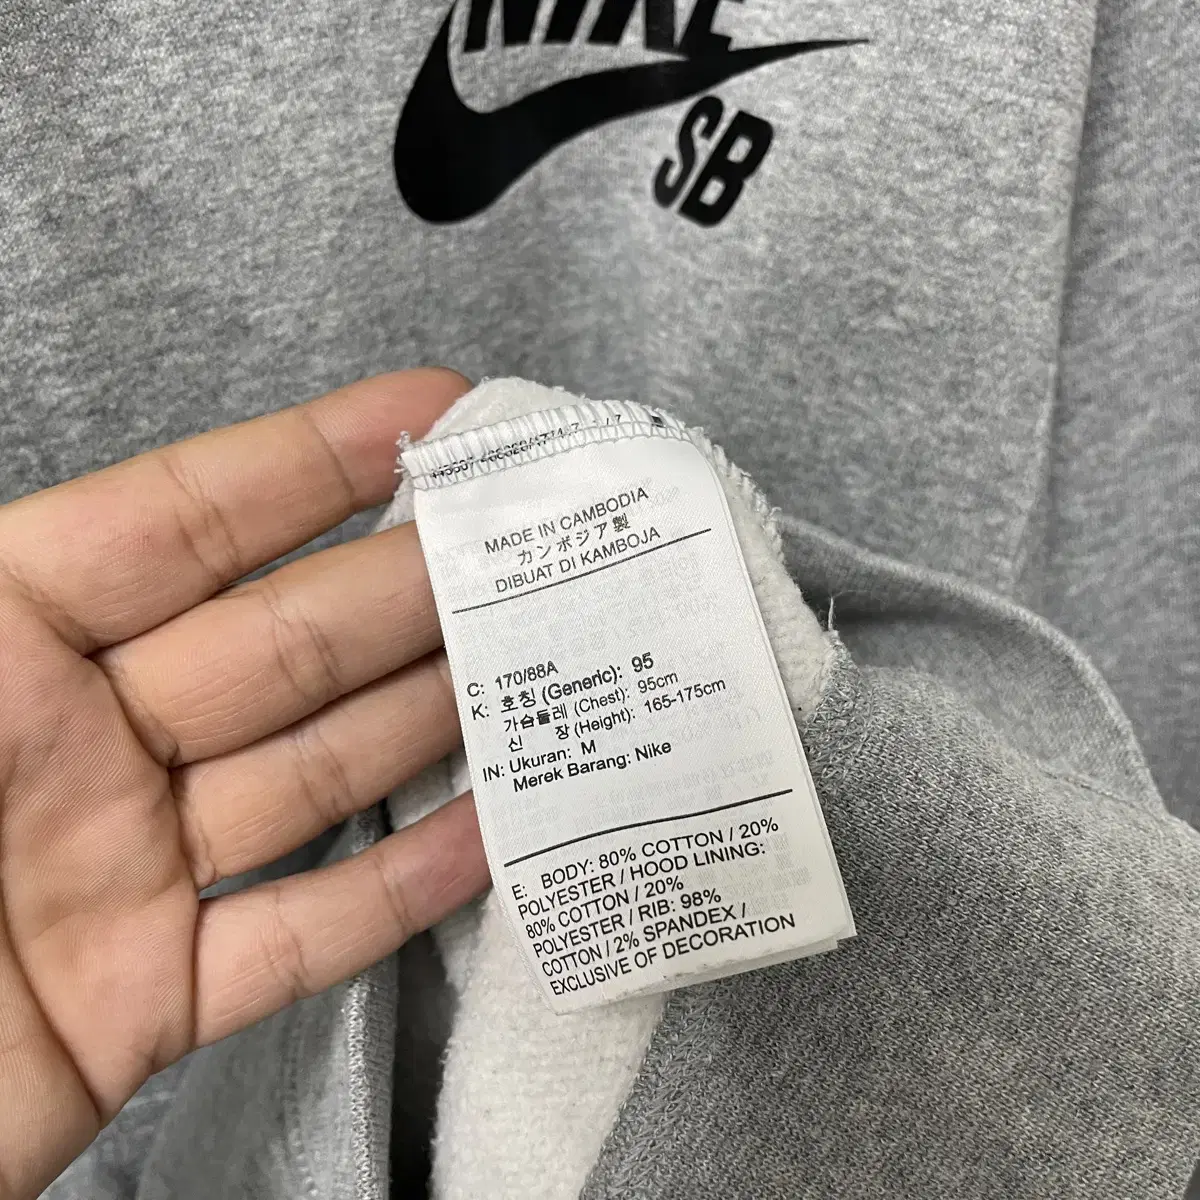 NIKE
SB
MADE IN CAMBODIA
カンボジア製
DIBUAT DI KAMBOJA
C: 170/88A
K: 호칭 (Generic): 95
가슴둘레 (Chest): 95cm
신 장 (Height): 165-175cm
IN: Ukuran: M
Merek Barang: Nike
E: BODY: 80% COTTON / 20%
POLYESTER / HOOD LINING:
80% COTTON / 20%
POLYESTER / RIB: 98%
COTTON / 2% SPANDEX /
EXCLUSIVE OF DECORATION